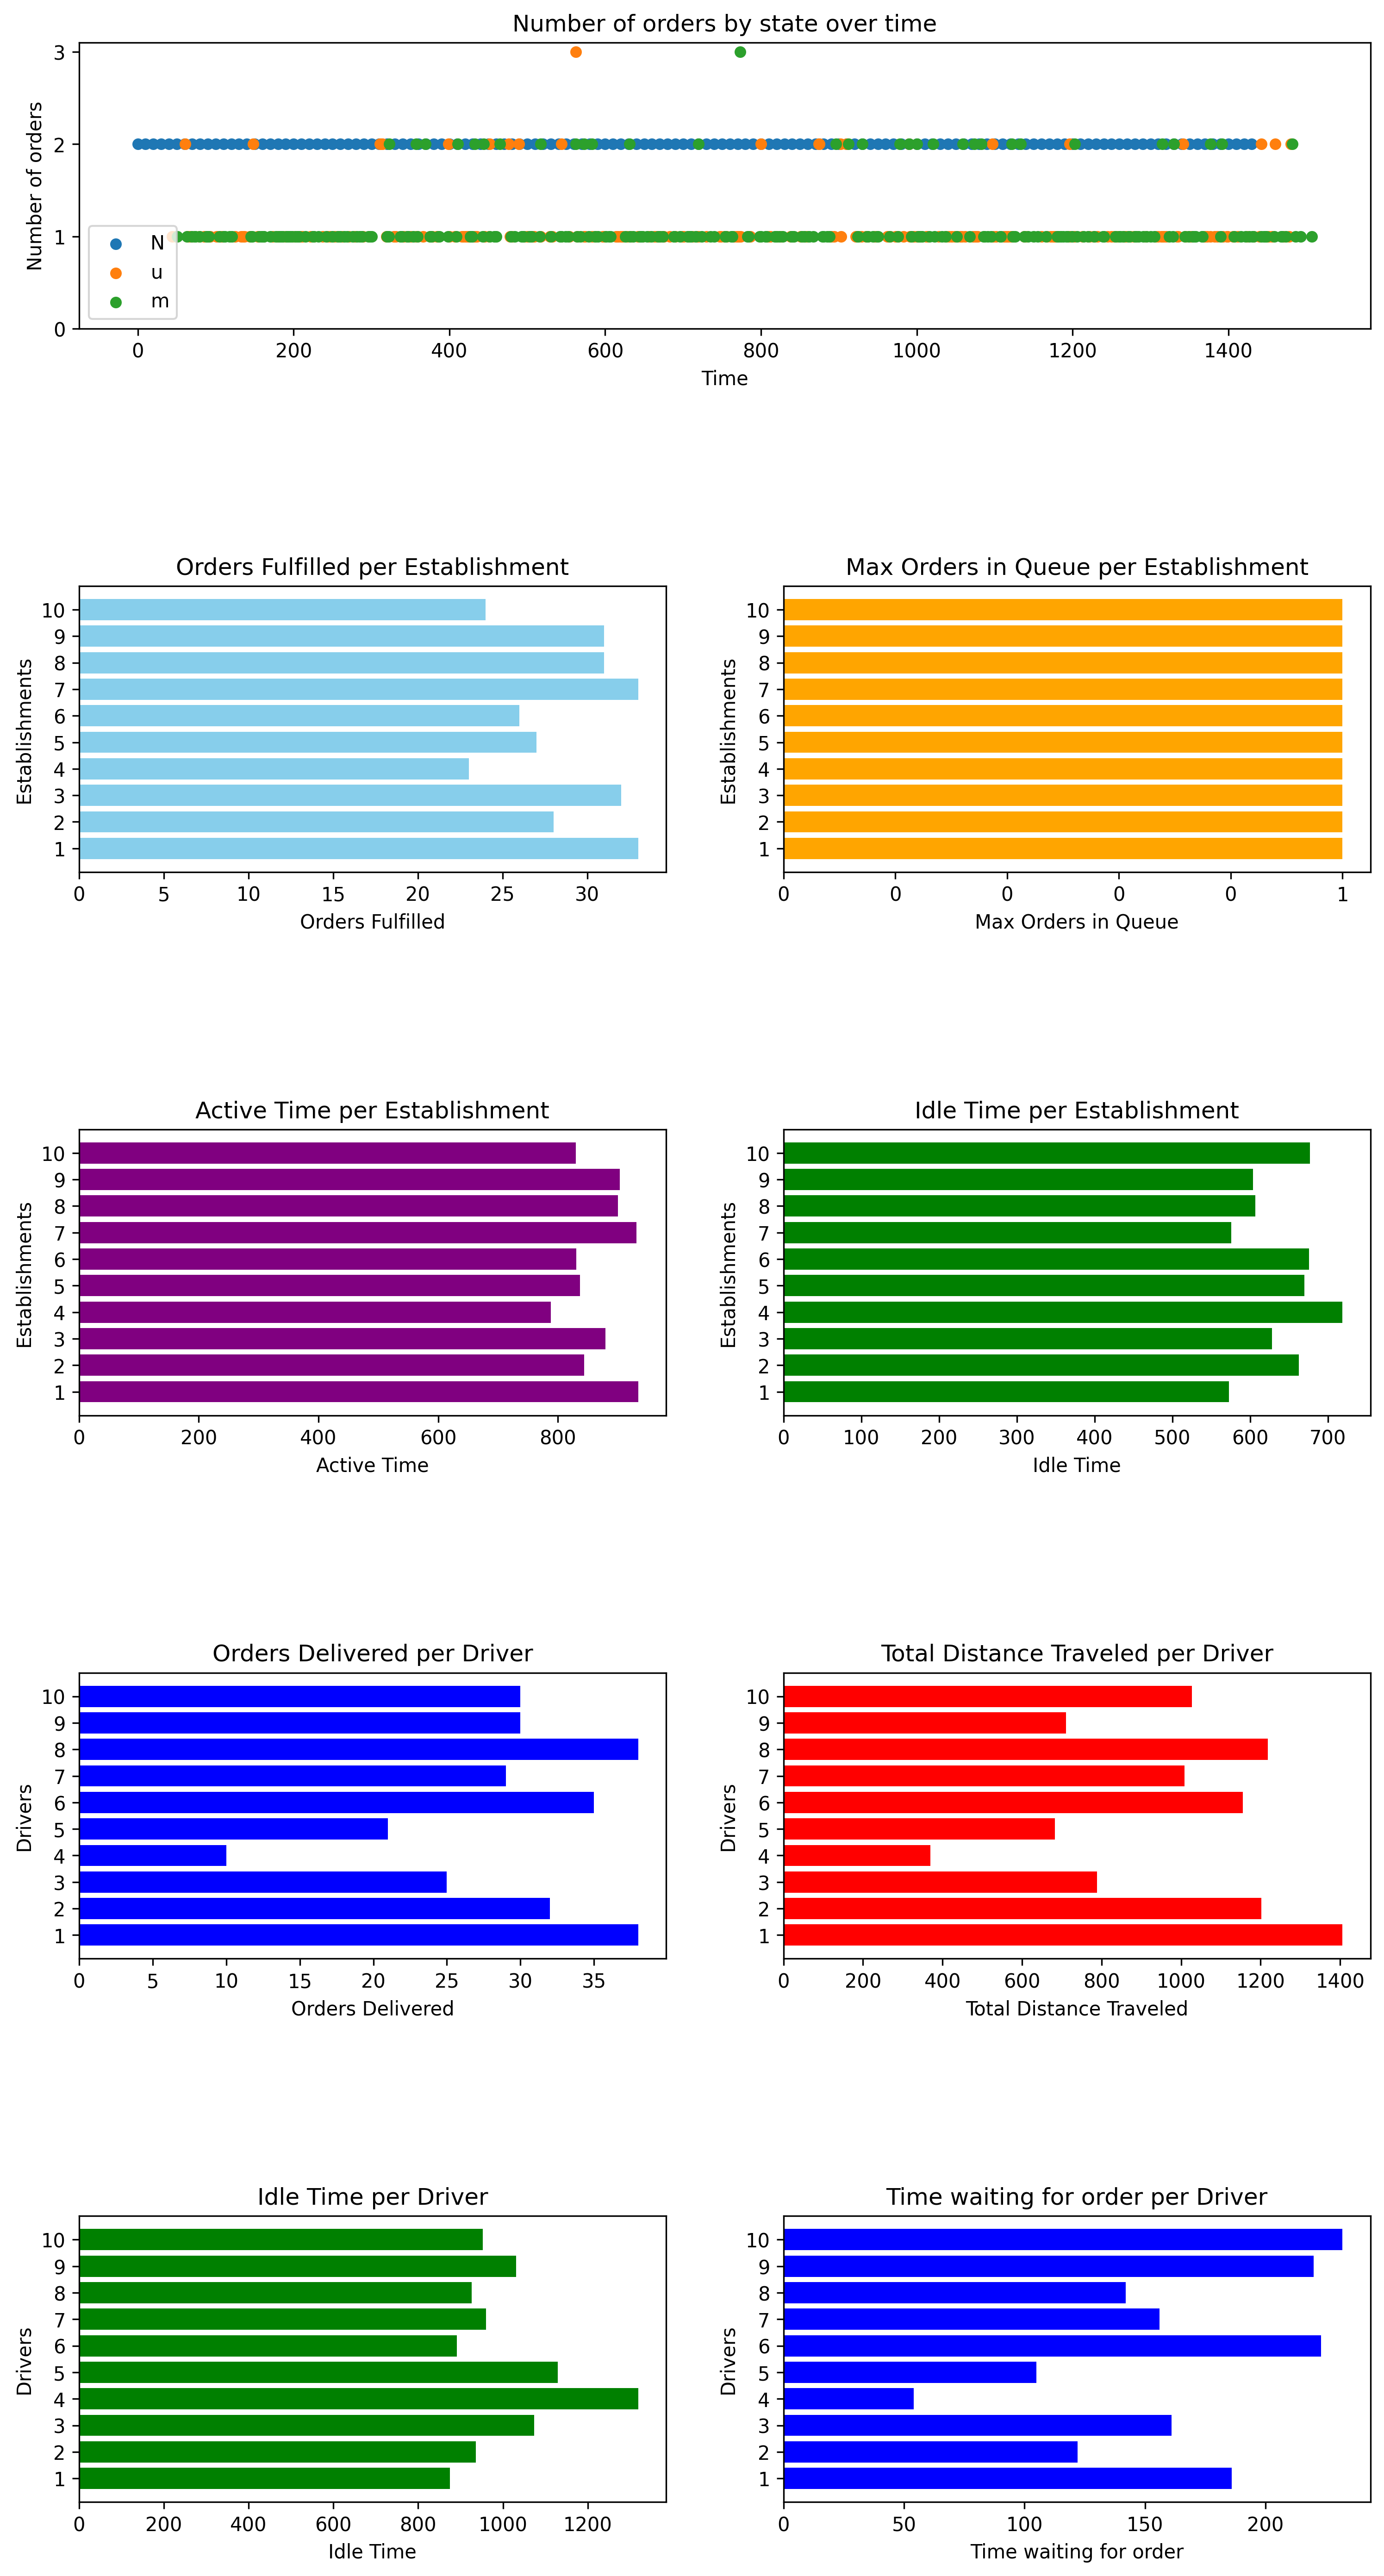 Number of orders by state over time
Number of orders
3
2
1
0
N
u
m
0 200 400 600 800 1000 1200 1400
Time
Orders Fulfilled per Establishment
Establishments
10
9
8
7
6
5
4
3
2
1
0 5 10 15 20 25 30
Orders Fulfilled
Max Orders in Queue per Establishment
Establishments
10
9
8
7
6
5
4
3
2
1
0 0 0 0 0 1
Max Orders in Queue
Active Time per Establishment
Establishments
10
9
8
7
6
5
4
3
2
1
0 200 400 600 800
Active Time
Idle Time per Establishment
Establishments
10
9
8
7
6
5
4
3
2
1
0 100 200 300 400 500 600 700
Idle Time
Orders Delivered per Driver
Drivers
10
9
8
7
6
5
4
3
2
1
0 5 10 15 20 25 30 35
Orders Delivered
Total Distance Traveled per Driver
Drivers
10
9
8
7
6
5
4
3
2
1
0 200 400 600 800 1000 1200 1400
Total Distance Traveled
Idle Time per Driver
Drivers
10
9
8
7
6
5
4
3
2
1
0 200 400 600 800 1000 1200
Idle Time
Time waiting for order per Driver
Drivers
10
9
8
7
6
5
4
3
2
1
0 50 100 150 200
Time waiting for order